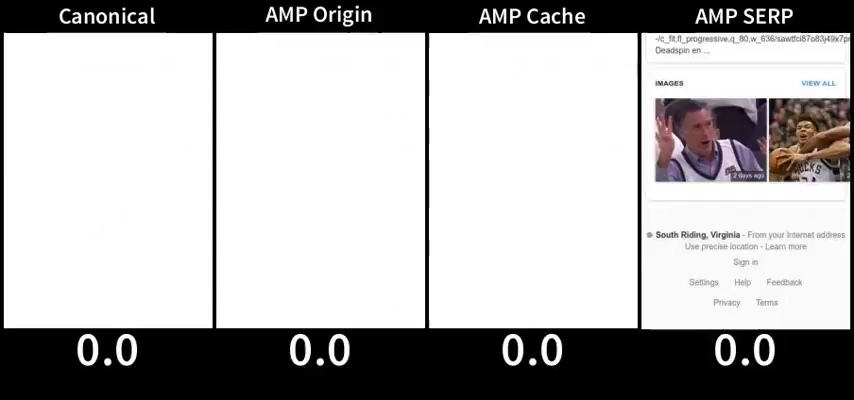 Canonical
AMP Origin
AMP Cache
AMP SERP
Deadspin en ...
IMAGES
VIEW ALL
2 days ago
South Riding, Virginia - From your Internet address
Use precise location - Learn more
Sign in
Settings Help Feedback
Privacy Terms
0.0
0.0
0.0
0.0